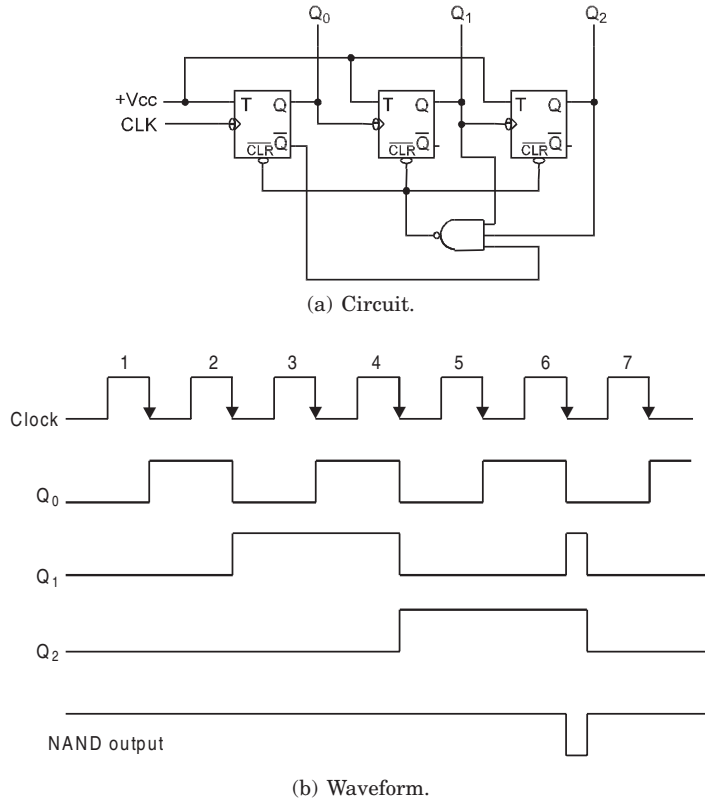 Q0 Q1 Q2
+Vcc T Q T Q T Q
CLK
CLR Q CLR Q CLR Q
(a) Circuit.
1 2 3 4 5 6 7
Clock
Q0
Q1
Q2
NAND output
(b) Waveform.